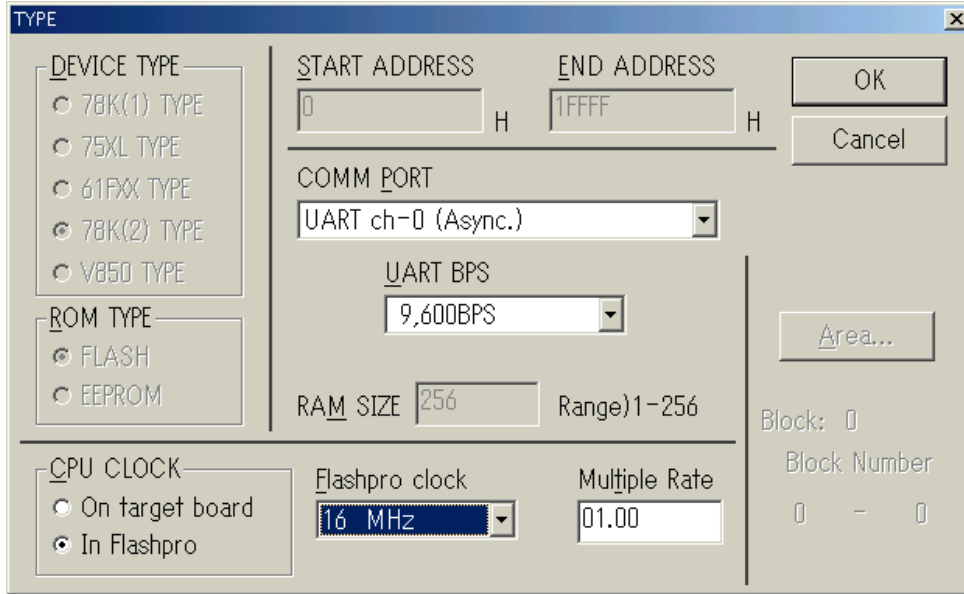 TYPE
DEVICE TYPE
78K(1) TYPE
75XL TYPE
61FXX TYPE
78K(2) TYPE
V850 TYPE
ROM TYPE
FLASH
EEPROM
START ADDRESS
0 H
END ADDRESS
1FFFF H
COMM PORT
UART ch-0 (Async.)
UART BPS
9,600BPS
RAM SIZE 256 Range)1-256
OK
Cancel
Area...
Block: 0
Block Number
0 - 0
CPU CLOCK
On target board
In Flashpro
Flashpro clock
16 MHz
Multiple Rate
01.00